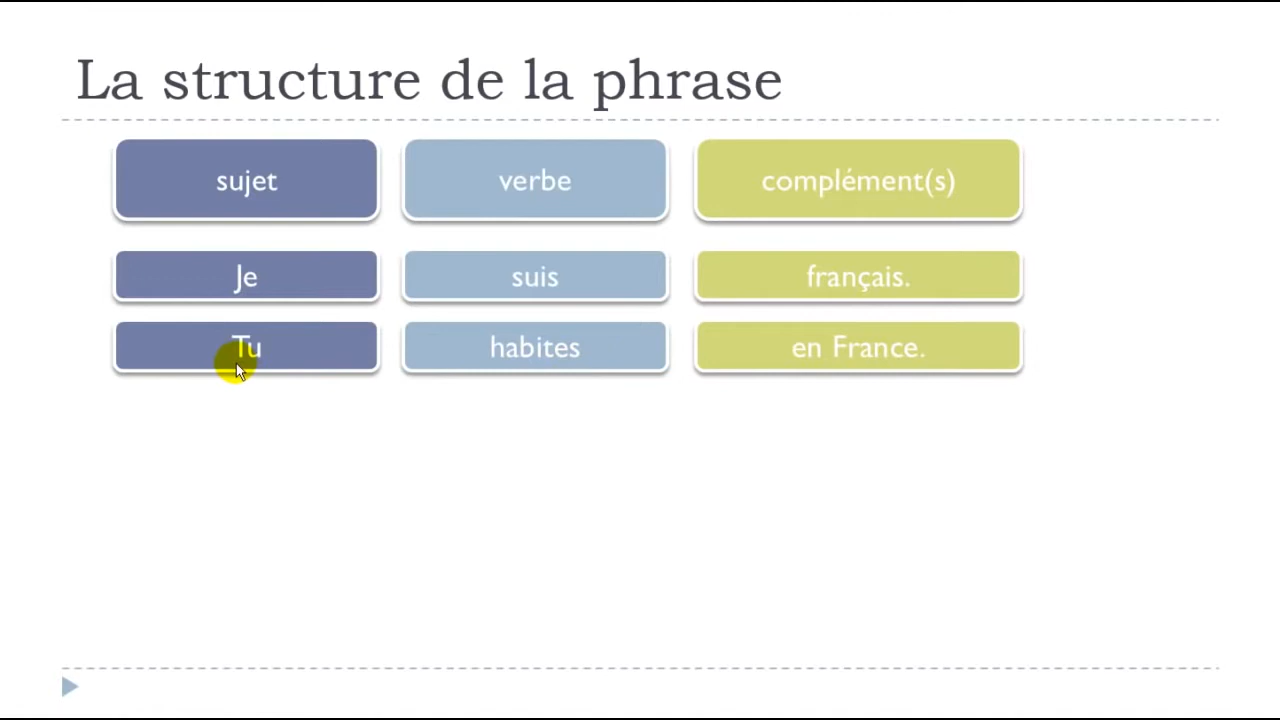 La structure de la phrase
sujet verbe complément(s)
Je suis français.
Tu habites en France.